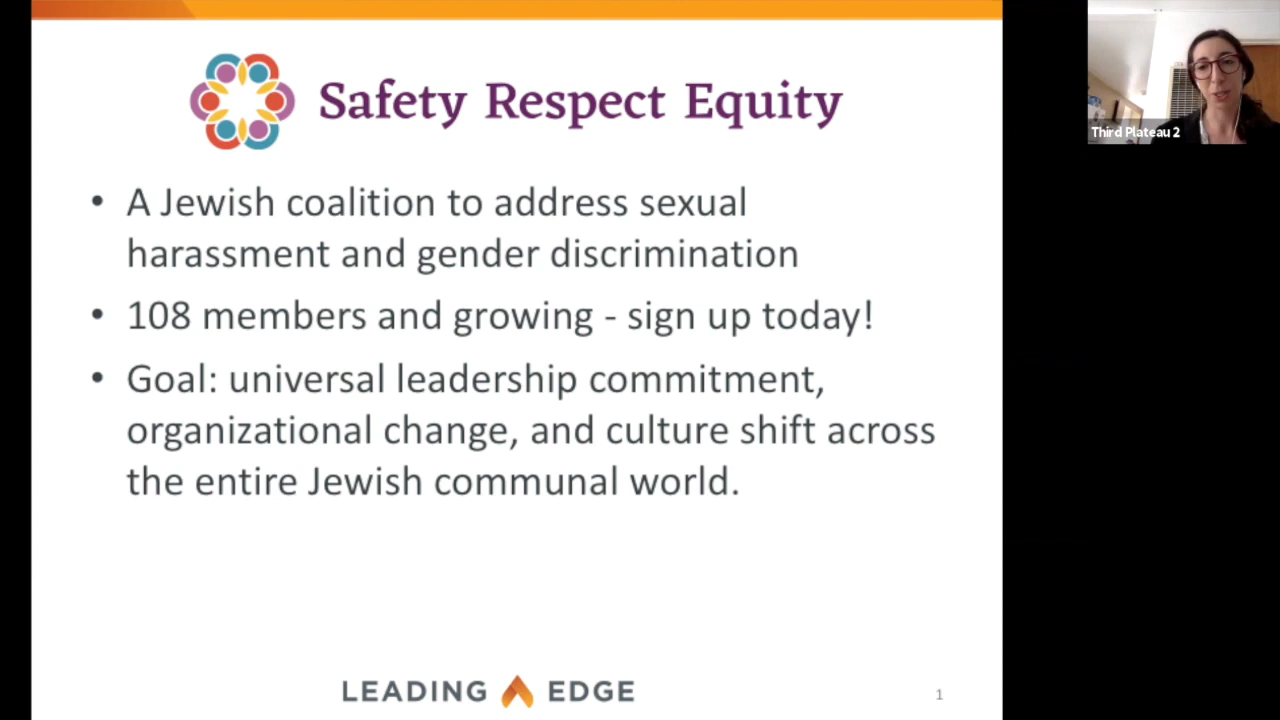 Safety Respect Equity
• A Jewish coalition to address sexual
harassment and gender discrimination
• 108 members and growing - sign up today!
• Goal: universal leadership commitment,
organizational change, and culture shift across
the entire Jewish communal world.
LEADING EDGE
1
Third Plateau 2